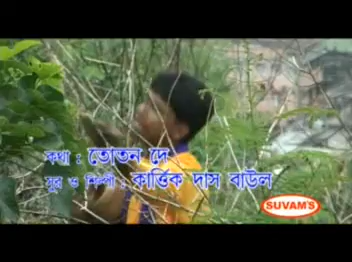 কথা : তোতন দে
সুর ও শিল্পী : কার্ত্তিক দাস বাউল
SUVAM'S